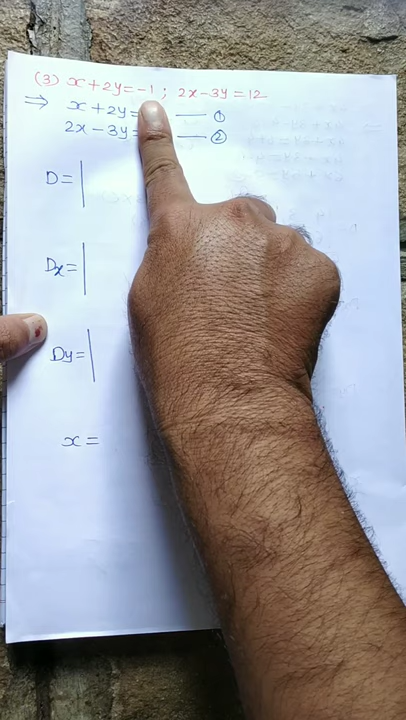 (3) x + 2y = -1 ; 2x - 3y = 12
⇒ x + 2y = —— ①
2x - 3y = —— ②
D = |
Dx = |
Dy = |
x =